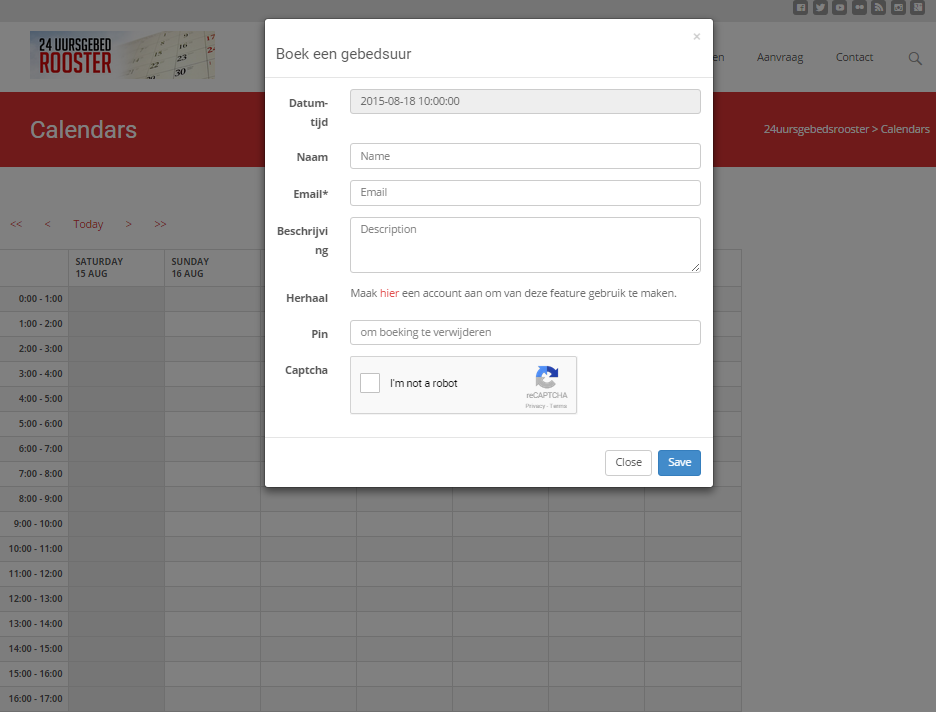 24 UURSGEBED
ROOSTER
en Aanvraag Contact
Calendars
24uursgebedsrooster > Calendars
<< < Today > >>
SATURDAY
15 AUG
SUNDAY
16 AUG
0:00 - 1:00
1:00 - 2:00
2:00 - 3:00
3:00 - 4:00
4:00 - 5:00
5:00 - 6:00
6:00 - 7:00
7:00 - 8:00
8:00 - 9:00
9:00 - 10:00
10:00 - 11:00
11:00 - 12:00
12:00 - 13:00
13:00 - 14:00
14:00 - 15:00
15:00 - 16:00
16:00 - 17:00
×
Boek een gebedsuur
Datum-
tijd
2015-08-18 10:00:00
Naam
Name
Email*
Email
Beschrijvi
ng
Description
Herhaal
Maak hier een account aan om van deze feature gebruik te maken.
Pin
om boeking te verwijderen
Captcha
I'm not a robot
reCAPTCHA
Privacy - Terms
Close Save